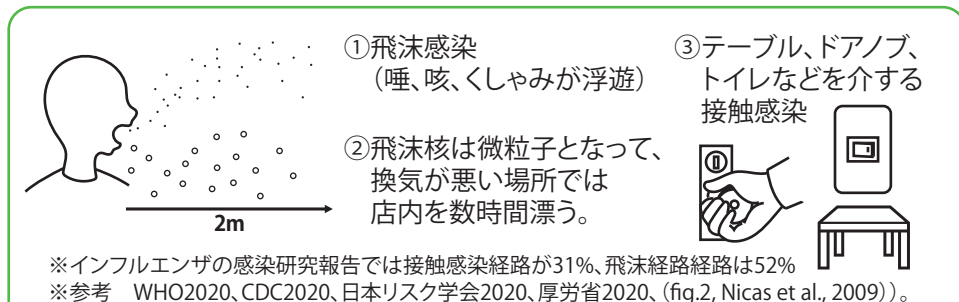 ①飛沫感染
（唾、咳、くしゃみが浮遊）
②飛沫核は微粒子となって、
換気が悪い場所では
店内を数時間漂う。
2m
③テーブル、ドアノブ、
トイレなどを介する
接触感染
※インフルエンザの感染研究報告では接触感染経路が31%、飛沫経路経路は52%
※参考　WHO2020、CDC2020、日本リスク学会2020、厚労省2020、(fig.2, Nicas et al., 2009)）。